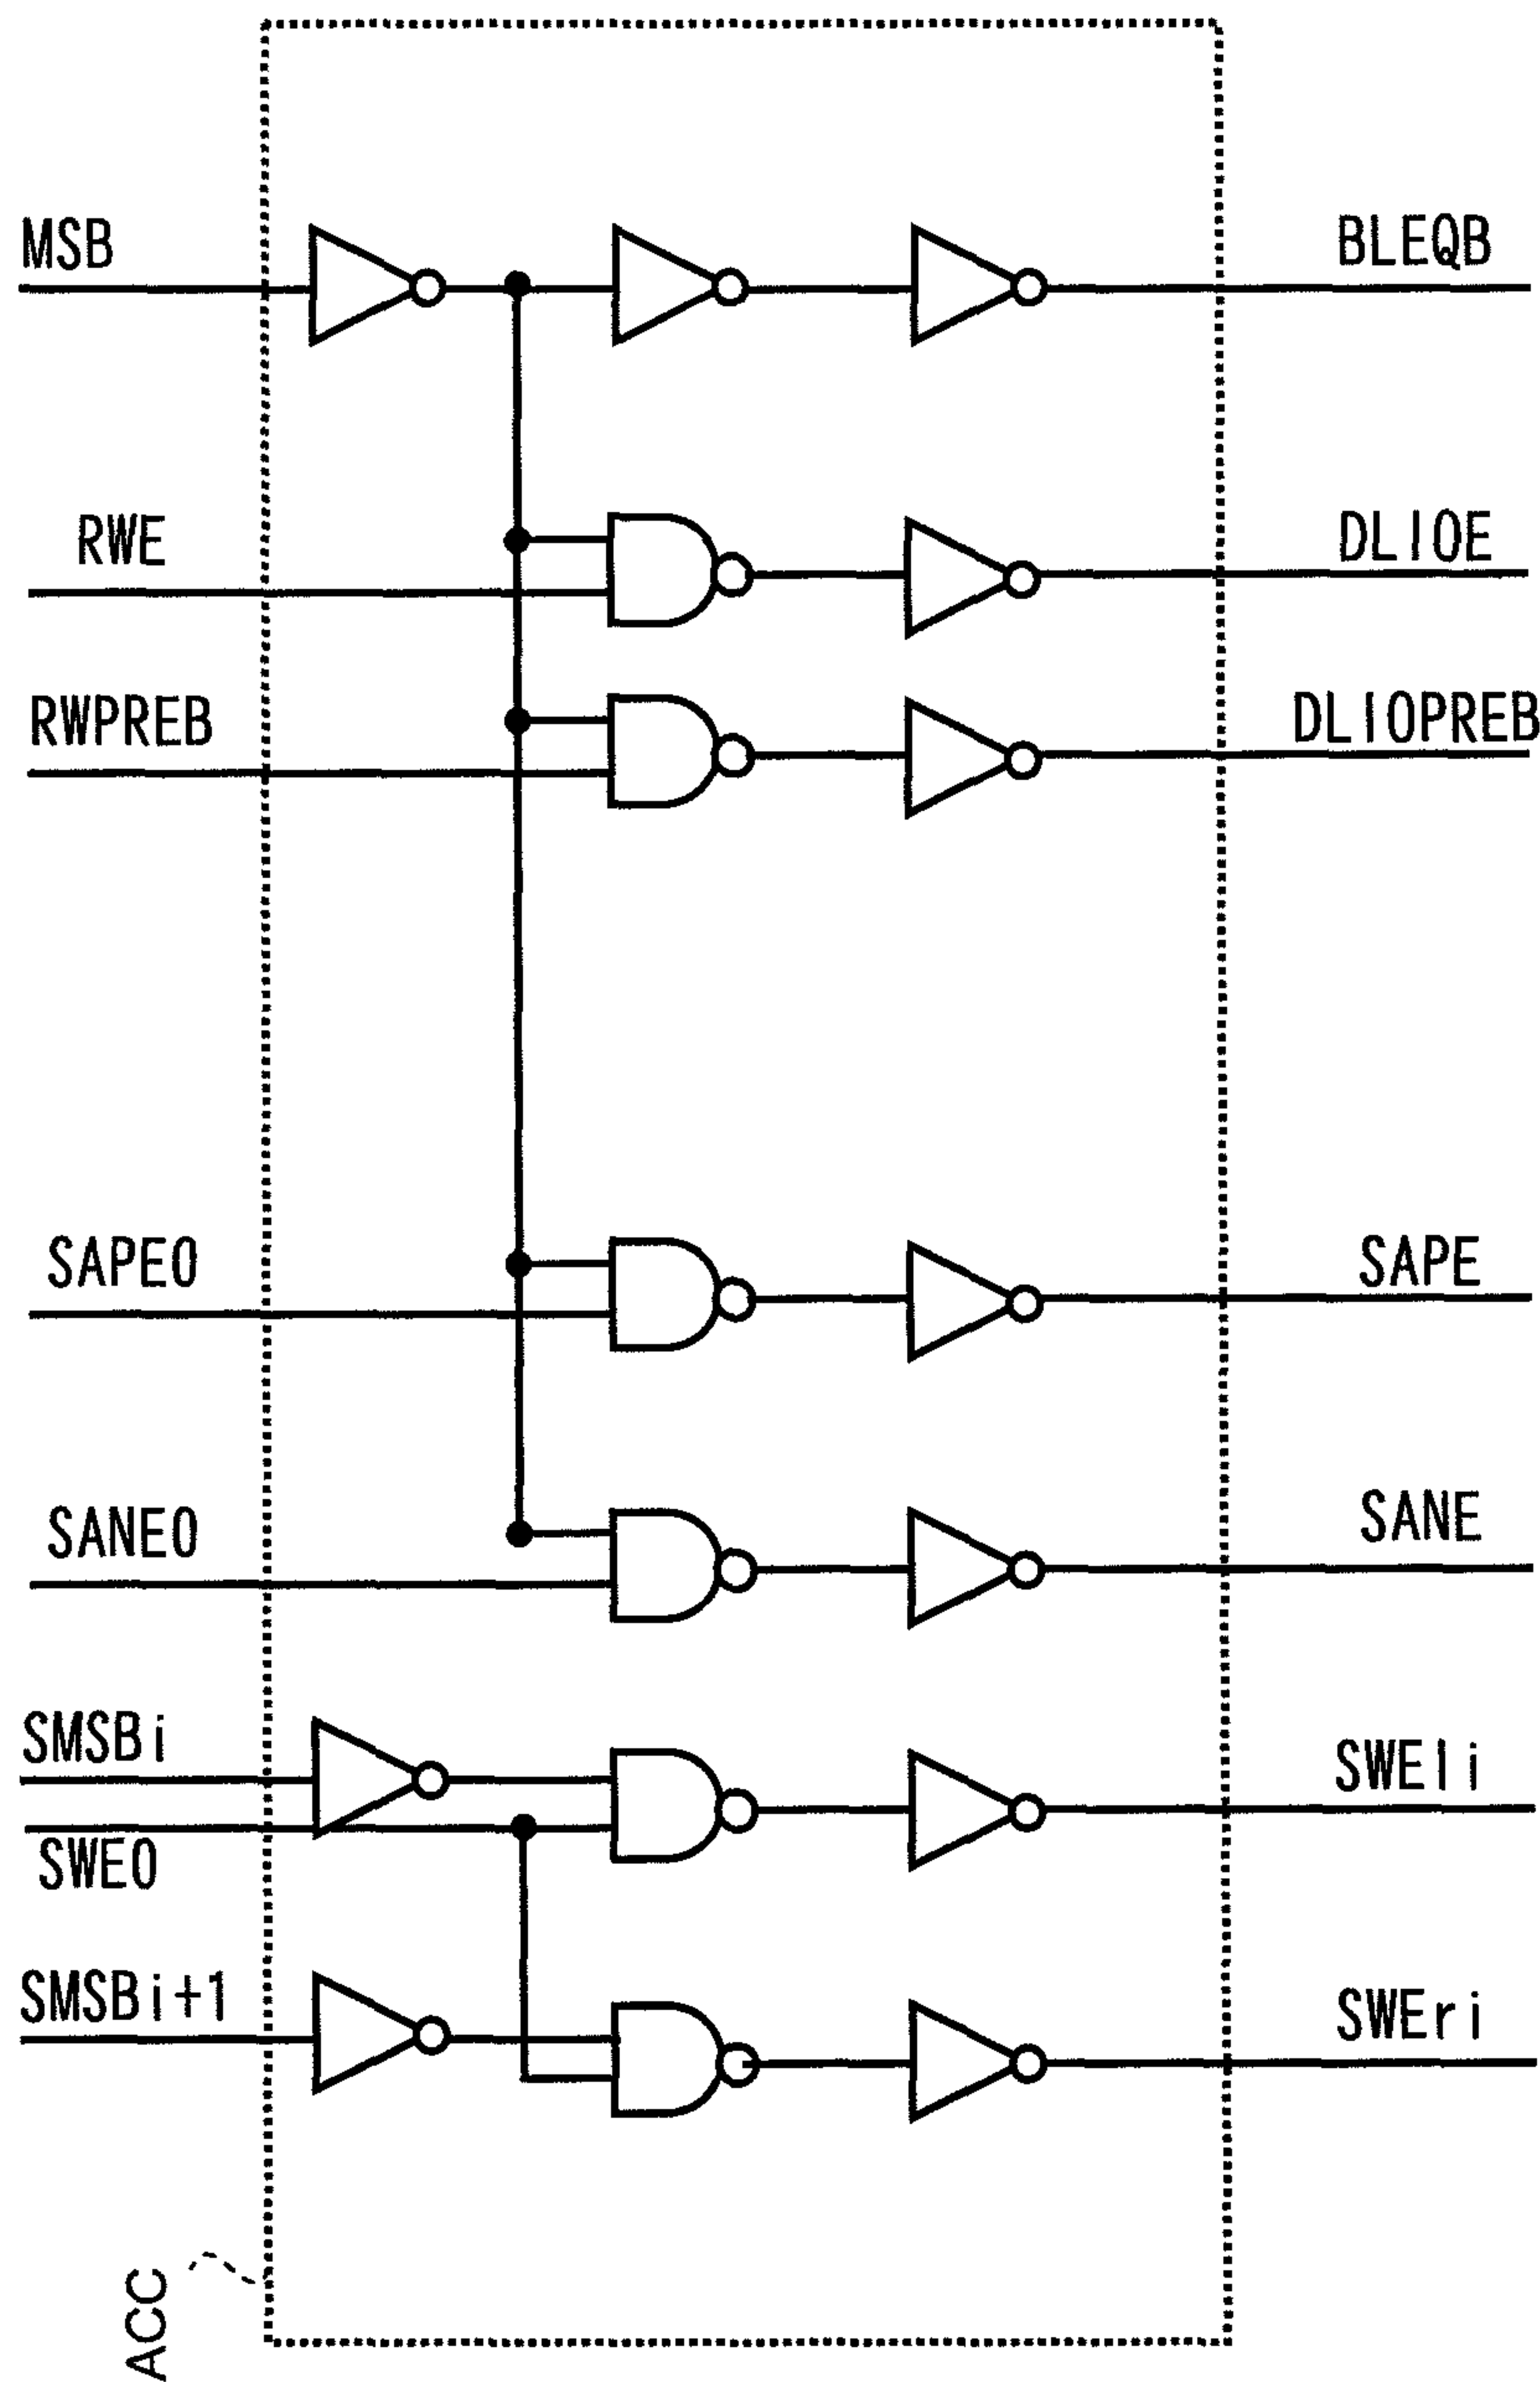 MSB
BLEQB
RWE
DLIOE
RWPREB
DLIOPREB
SAPE0
SAPE
SANE0
SANE
SMSBi
SWEli
SWE0
SMSBi+1
SWEri
ACC